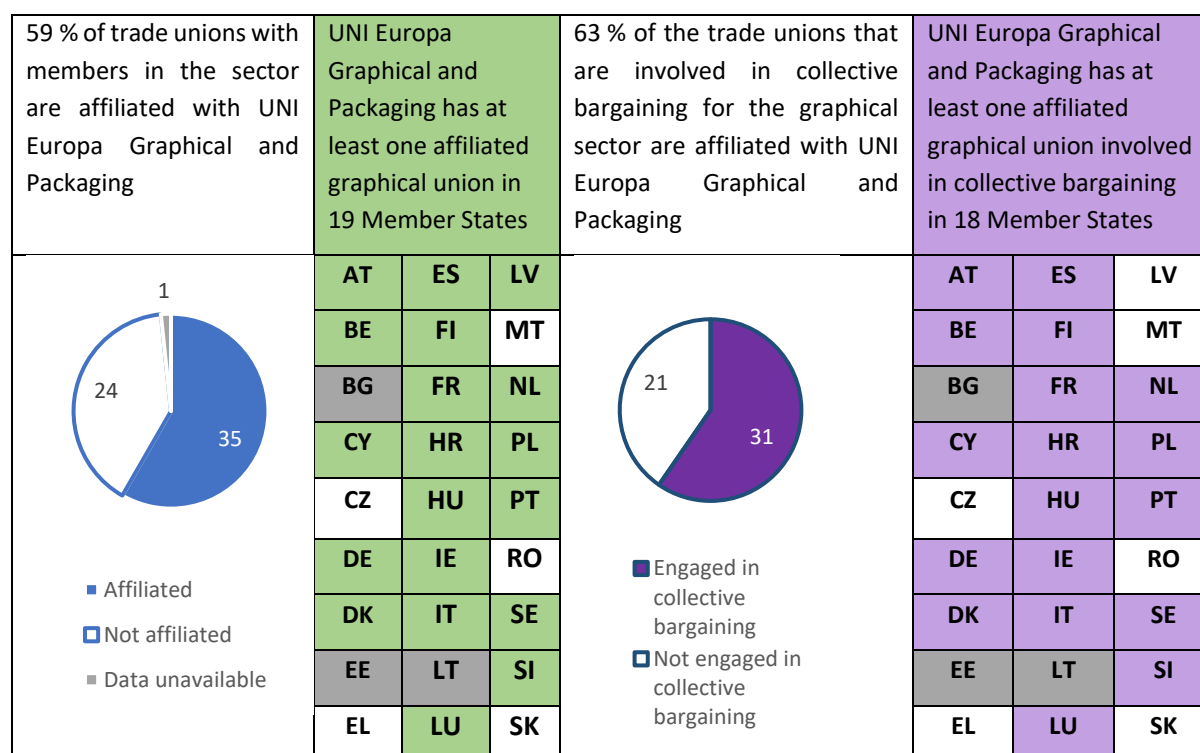 59 % of trade unions with
members in the sector
are affiliated with UNI
Europa Graphical and
Packaging
UNI Europa
Graphical and
Packaging has at
least one affiliated
graphical union in
19 Member States
63 % of the trade unions that
are involved in collective
bargaining for the graphical
sector are affiliated with UNI
Europa Graphical and
Packaging
UNI Europa Graphical
and Packaging has at
least one affiliated
graphical union involved
in collective bargaining
in 18 Member States
1
24
35
Affiliated
Not affiliated
Data unavailable
AT ES LV
BE FI MT
BG FR NL
CY HR PL
CZ HU PT
DE IE RO
DK IT SE
EE LT SI
EL LU SK
21
31
Engaged in
collective
bargaining
Not engaged in
collective
bargaining
AT ES LV
BE FI MT
BG FR NL
CY HR PL
CZ HU PT
DE IE RO
DK IT SE
EE LT SI
EL LU SK